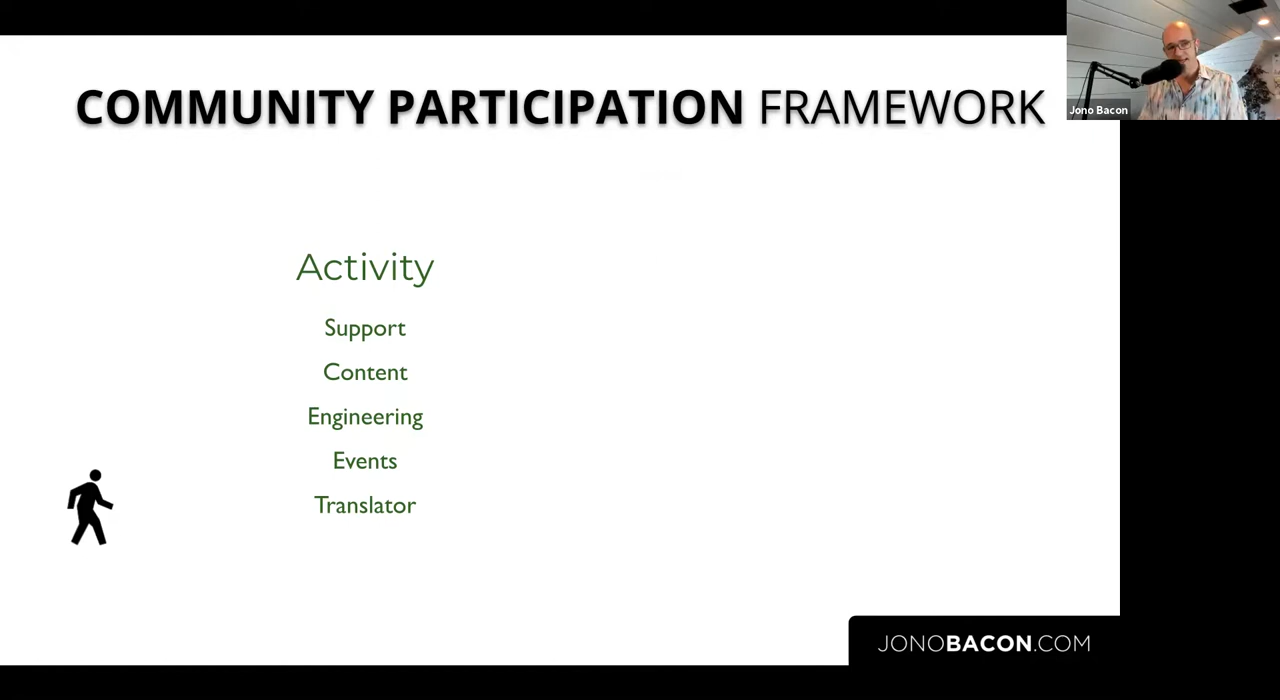 COMMUNITY PARTICIPATION FRAMEWORK
Jono Bacon
Activity
Support
Content
Engineering
Events
Translator
JONOBACON.COM